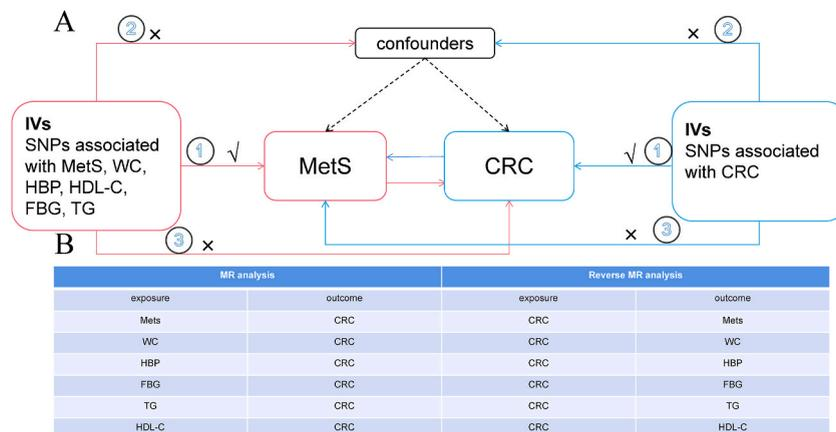 A
② × confounders × ②
IVs
SNPs associated
with MetS, WC,
HBP, HDL-C,
FBG, TG
① √
MetS
CRC
√ ①
IVs
SNPs associated
with CRC
③ ×
× ③
B
MR analysis Reverse MR analysis
exposure outcome exposure outcome
Mets CRC CRC Mets
WC CRC CRC WC
HBP CRC CRC HBP
FBG CRC CRC FBG
TG CRC CRC TG
HDL-C CRC CRC HDL-C